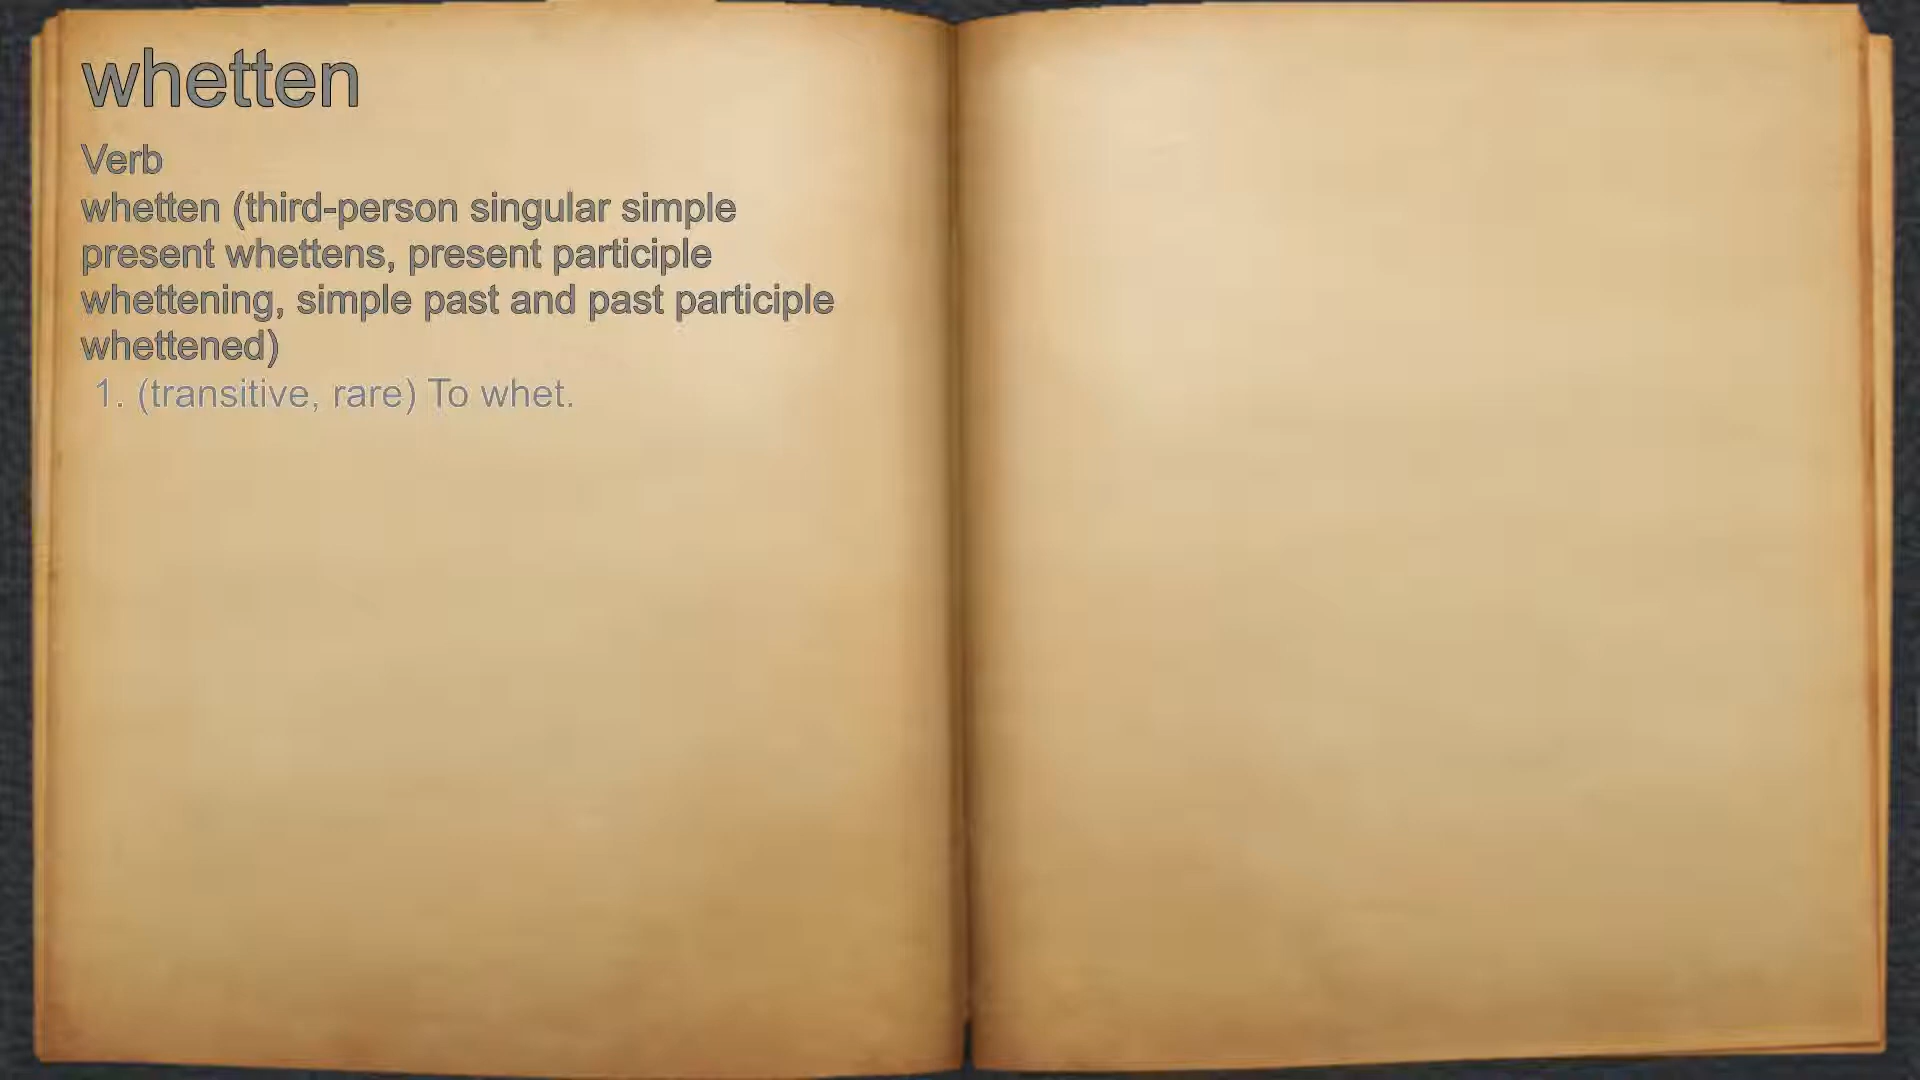 whetten
Verb
whetten (third-person singular simple
present whettens, present participle
whettening, simple past and past participle
whettened)
1. (transitive, rare) To whet.